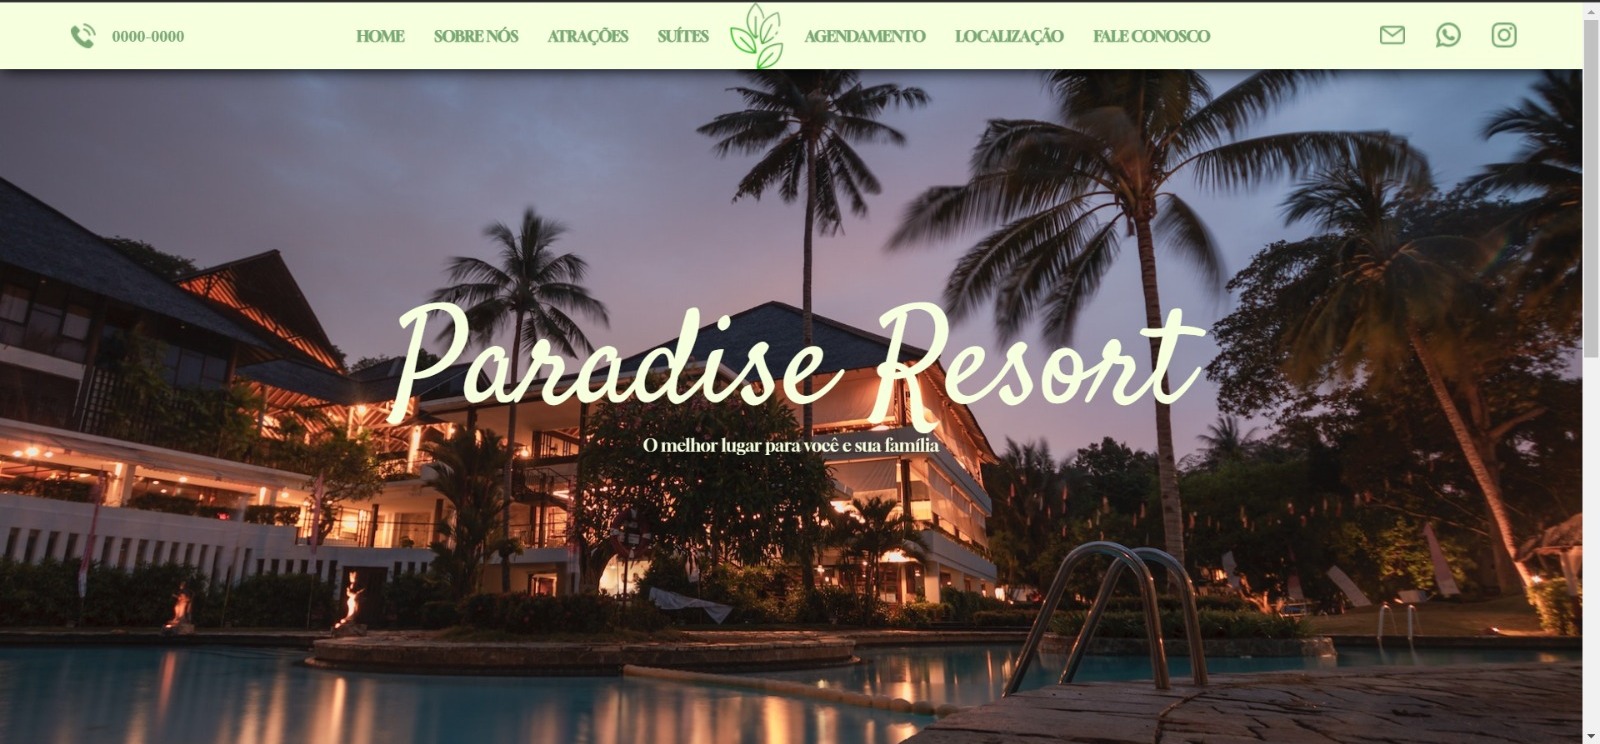 0000-0000 HOME SOBRE NÓS ATRAÇÕES SUÍTES AGENDAMENTO LOCALIZAÇÃO FALE CONOSCO
Paradise Resort
O melhor lugar para você e sua família